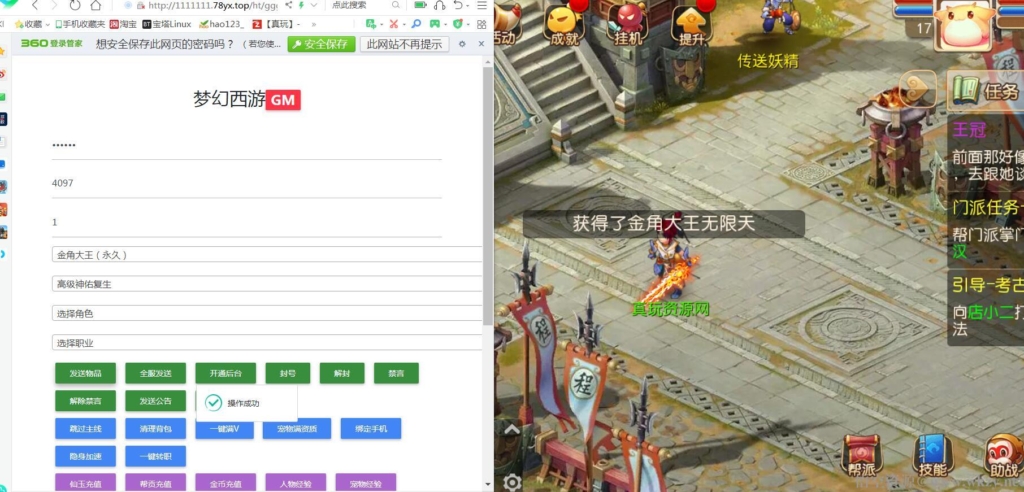 http://1111111.78yx.top/ht/gg
点此搜索
收藏
手机收藏夹
淘宝
宝塔Linux
hao123_
【真玩】-
360登录管家
想安全保存此网页的密码吗？
（若您使..
安全保存
此网站不再提示
梦幻西游GM
••••••
4097
1
金角大王（永久）
高级神佑复生
选择角色
选择职业
发送物品
全服发送
开通后台
封号
解封
禁言
解除禁言
发送公告
操作成功
跳过主线
清理背包
一键满V
宠物满资质
绑定手机
隐身加速
一键转职
仙玉充值
帮贡充值
金币充值
人物经验
宠物经验
活动
成就
挂机
提升
17
传送妖精
任务
王冠
前面那好像
，去跟她谈
门派任务-
帮门派掌门
汉
引导-考古
向店小二打
法
获得了金角大王无限天
真玩资源网
程
程
帮派
技能
助战